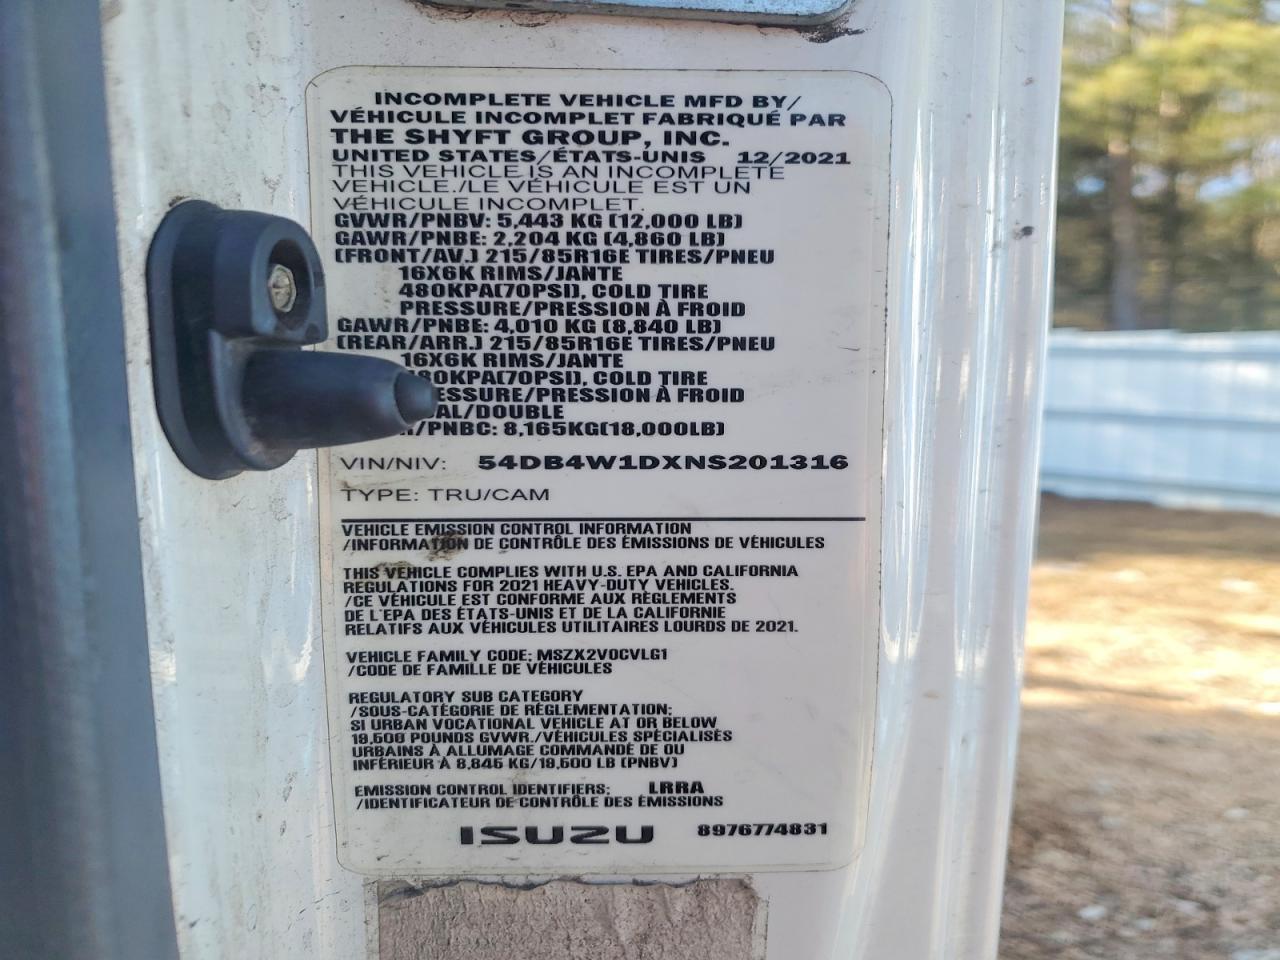 INCOMPLETE VEHICLE MFD BY/
VÉHICULE INCOMPLET FABRIQUÉ PAR
THE SHYFT GROUP, INC.
UNITED STATES/ÉTATS-UNIS 12/2021
THIS VEHICLE IS AN INCOMPLETE
VEHICLE./LE VÉHICULE EST UN
VÉHICULE INCOMPLET.
GVWR/PNBV: 5,443 KG (12,000 LB)
GAWR/PNBE: 2,204 KG (4,860 LB)
(FRONT/AV.) 215/85R16E TIRES/PNEU
16X6K RIMS/JANTE
480KPA(70PSI), COLD TIRE
PRESSURE/PRESSION À FROID
GAWR/PNBE: 4,010 KG (8,840 LB)
(REAR/ARR.) 215/85R16E TIRES/PNEU
16X6K RIMS/JANTE
80KPA(70PSI), COLD TIRE
ESSURE/PRESSION À FROID
AL/DOUBLE
/PNBC: 8,165KG(18,000LB)
VIN/NIV: 54DB4W1DXNS201316
TYPE: TRU/CAM
VEHICLE EMISSION CONTROL INFORMATION
/INFORMATION DE CONTRÔLE DES ÉMISSIONS DE VÉHICULES
THIS VEHICLE COMPLIES WITH U.S. EPA AND CALIFORNIA
REGULATIONS FOR 2021 HEAVY-DUTY VEHICLES.
/CE VÉHICULE EST CONFORME AUX RÈGLEMENTS
DE L'EPA DES ÉTATS-UNIS ET DE LA CALIFORNIE
RELATIFS AUX VÉHICULES UTILITAIRES LOURDS DE 2021.
VEHICLE FAMILY CODE: MSZX2VOCVLG1
/CODE DE FAMILLE DE VÉHICULES
REGULATORY SUB CATEGORY
/SOUS-CATÉGORIE DE RÉGLEMENTATION:
SI URBAN VOCATIONAL VEHICLE AT OR BELOW
19,500 POUNDS GVWR./VÉHICULES SPÉCIALISÉS
URBAINS À ALLUMAGE COMMANDÉ DE OU
INFÉRIEUR À 8,845 KG/19,500 LB (PNBV)
EMISSION CONTROL IDENTIFIERS: LRRA
/IDENTIFICATEUR DE CONTRÔLE DES ÉMISSIONS
ISUZU 8976774831